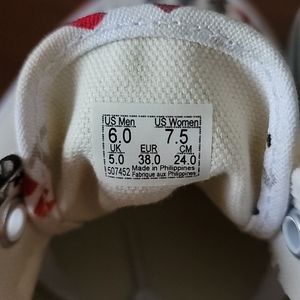 US Men US Women
6.0 7.5
UK EUR CM
5.0 38.0 24.0
507452 Made in Philippines
Fabrique aux Philippines